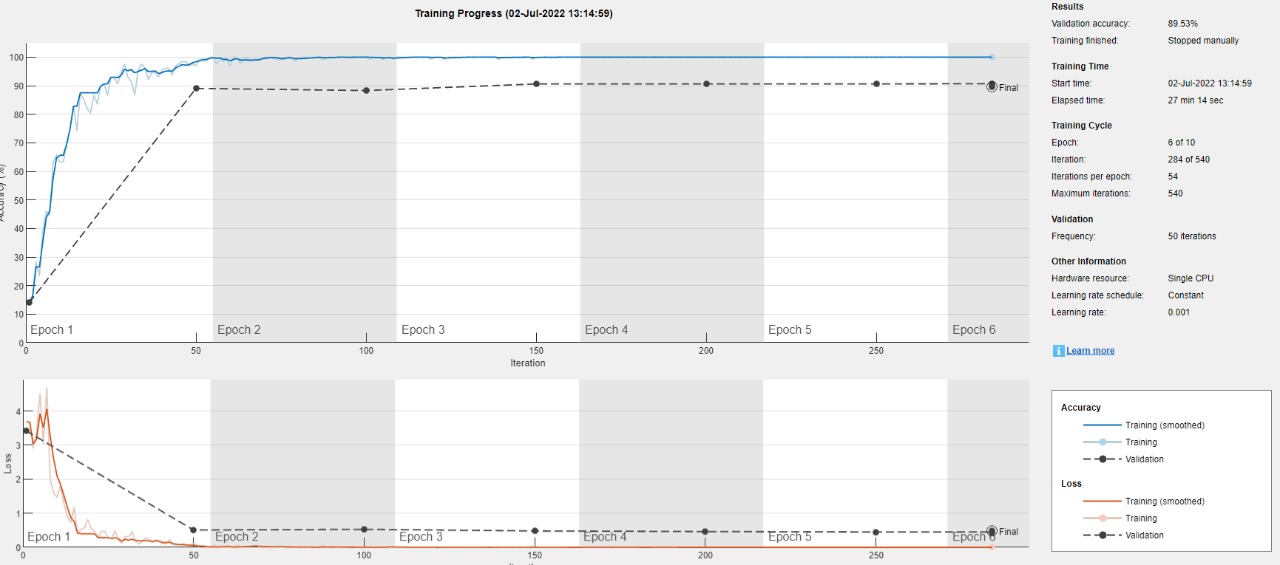 Training Progress (02-Jul-2022 13:14:59)
100
90
80
70
60
50
40
30
20
10
0
Accuracy (%)
Epoch 1
Epoch 2
Epoch 3
Epoch 4
Epoch 5
Epoch 6
Final
0
50
100
150
200
250
Iteration
4
3
2
1
0
Loss
Epoch 1
Epoch 2
Epoch 3
Epoch 4
Epoch 5
Epoch 6
Final
0
50
100
150
200
250
Results
Validation accuracy: 89.53%
Training finished: Stopped manually
Training Time
Start time: 02-Jul-2022 13:14:59
Elapsed time: 27 min 14 sec
Training Cycle
Epoch: 6 of 10
Iteration: 284 of 540
Iterations per epoch: 54
Maximum iterations: 540
Validation
Frequency: 50 iterations
Other Information
Hardware resource: Single CPU
Learning rate schedule: Constant
Learning rate: 0.001
i Learn more
Accuracy
Training (smoothed)
Training
Validation
Loss
Training (smoothed)
Training
Validation